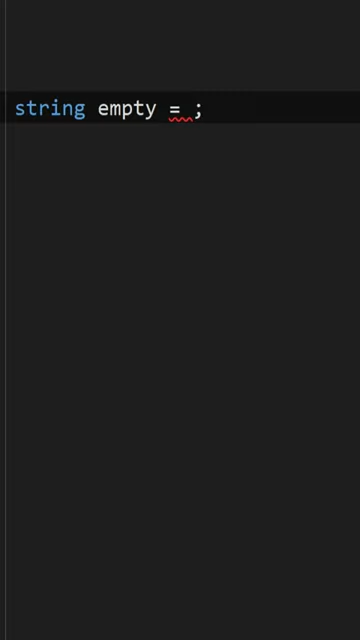 string empty = ;